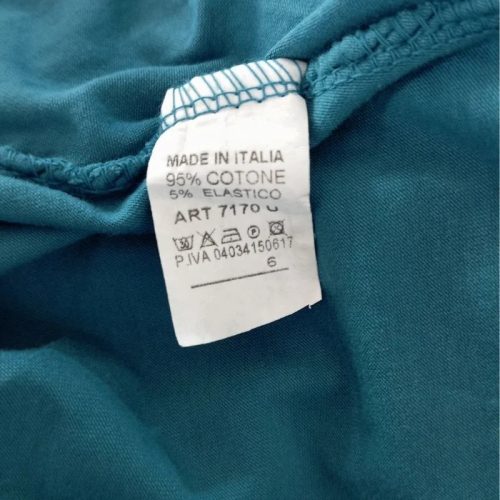 MADE IN ITALIA
95% COTONE
5% ELASTICO
ART 7170
P.IVA 04034150617
6